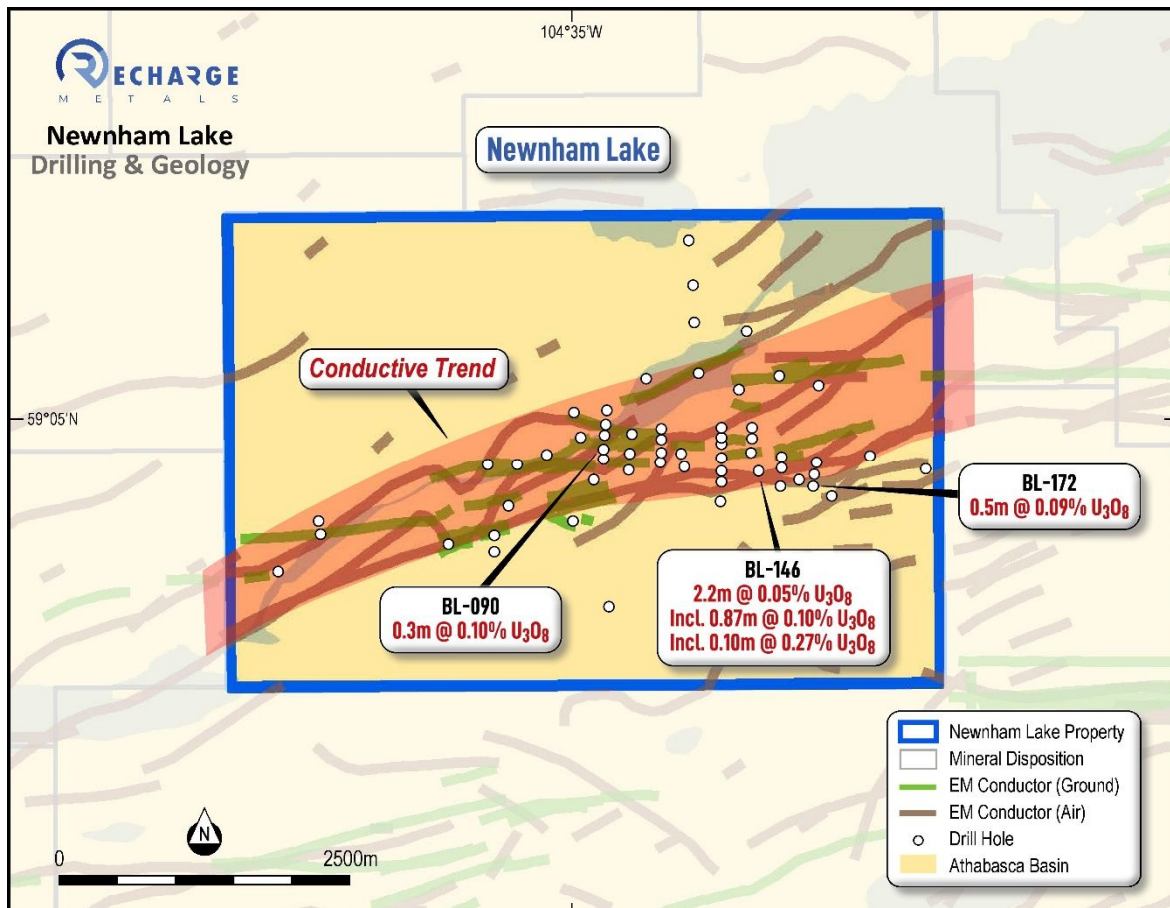 RECHARGE
METALS
Newnham Lake
Drilling & Geology
104°35'W
Newnham Lake
Conductive Trend
59°05'N
BL-172
0.5m @ 0.09% U₃O₈
BL-146
2.2m @ 0.05% U₃O₈
Incl. 0.87m @ 0.10% U₃O₈
Incl. 0.10m @ 0.27% U₃O₈
BL-090
0.3m @ 0.10% U₃O₈
Newnham Lake Property
Mineral Disposition
EM Conductor (Ground)
EM Conductor (Air)
Drill Hole
Athabasca Basin
N
0 2500m